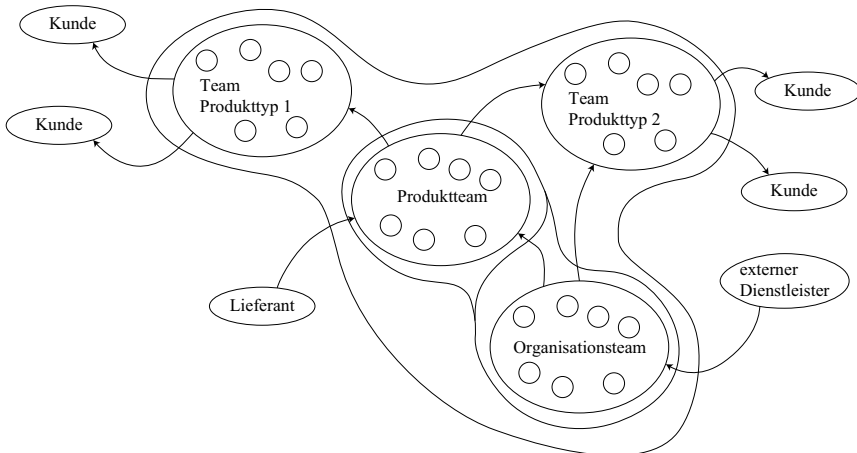 Kunde
Team
Produkttyp 1
Kunde
Team
Produkttyp 2
Kunde
Kunde
Produktteam
Lieferant
externer
Dienstleister
Organisationsteam